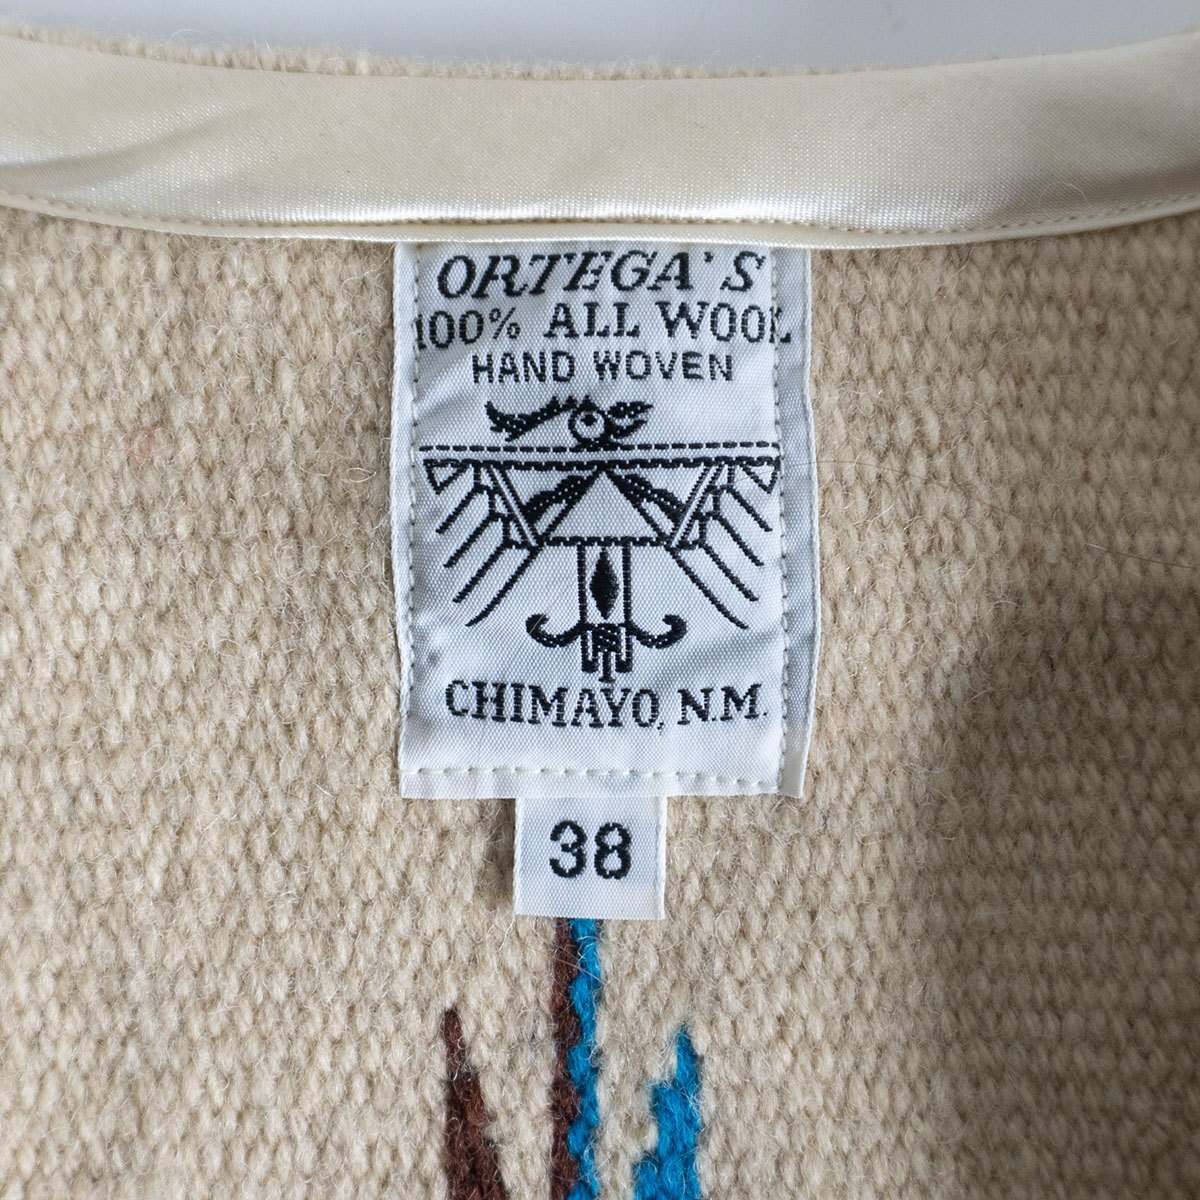 ORTEGA'S
100% ALL WOOL
HAND WOVEN
CHIMAYO, N.M.
38